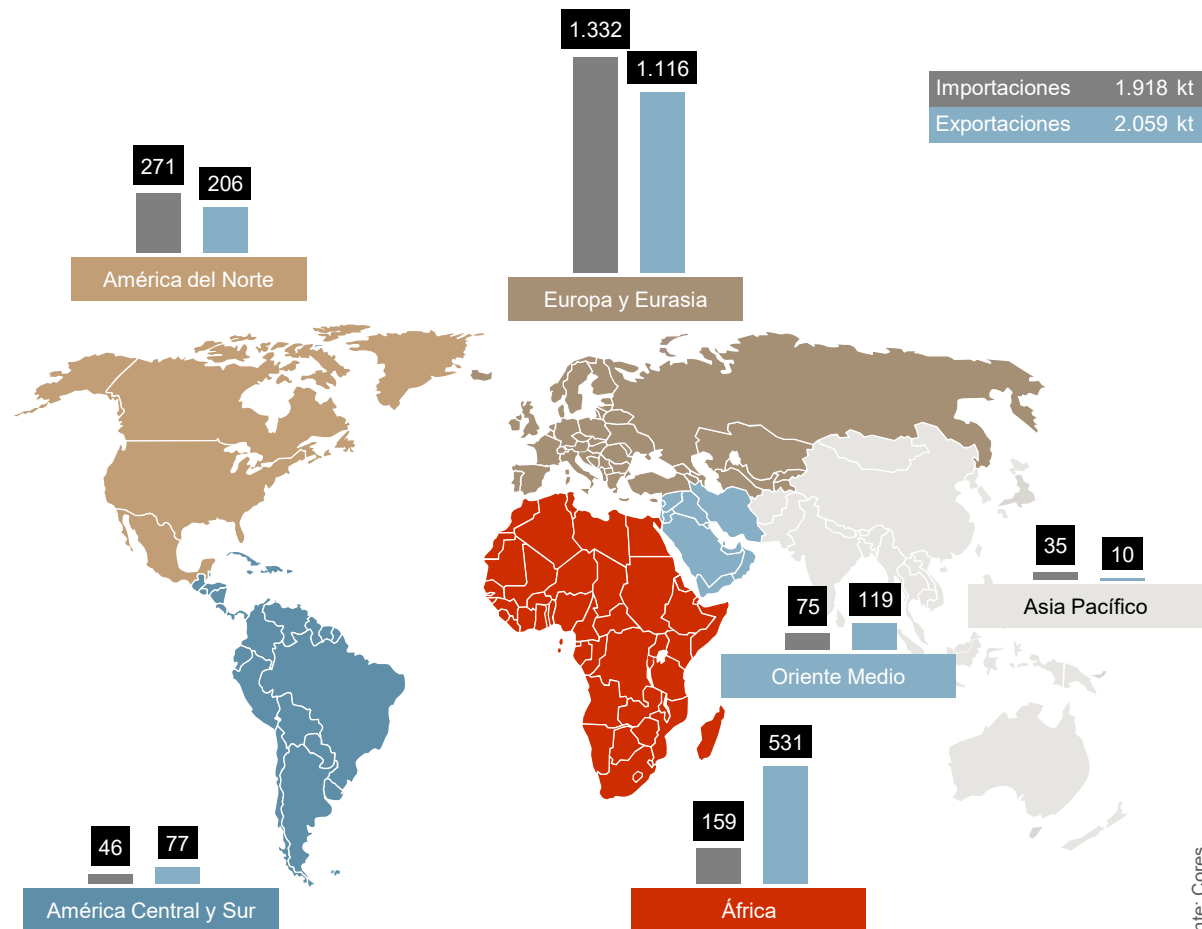 1.332
1.116
Importaciones 1.918 kt
Exportaciones 2.059 kt
271
206
América del Norte
Europa y Eurasia
35
10
Asia Pacífico
75
119
Oriente Medio
531
159
África
46
77
América Central y Sur
Cores